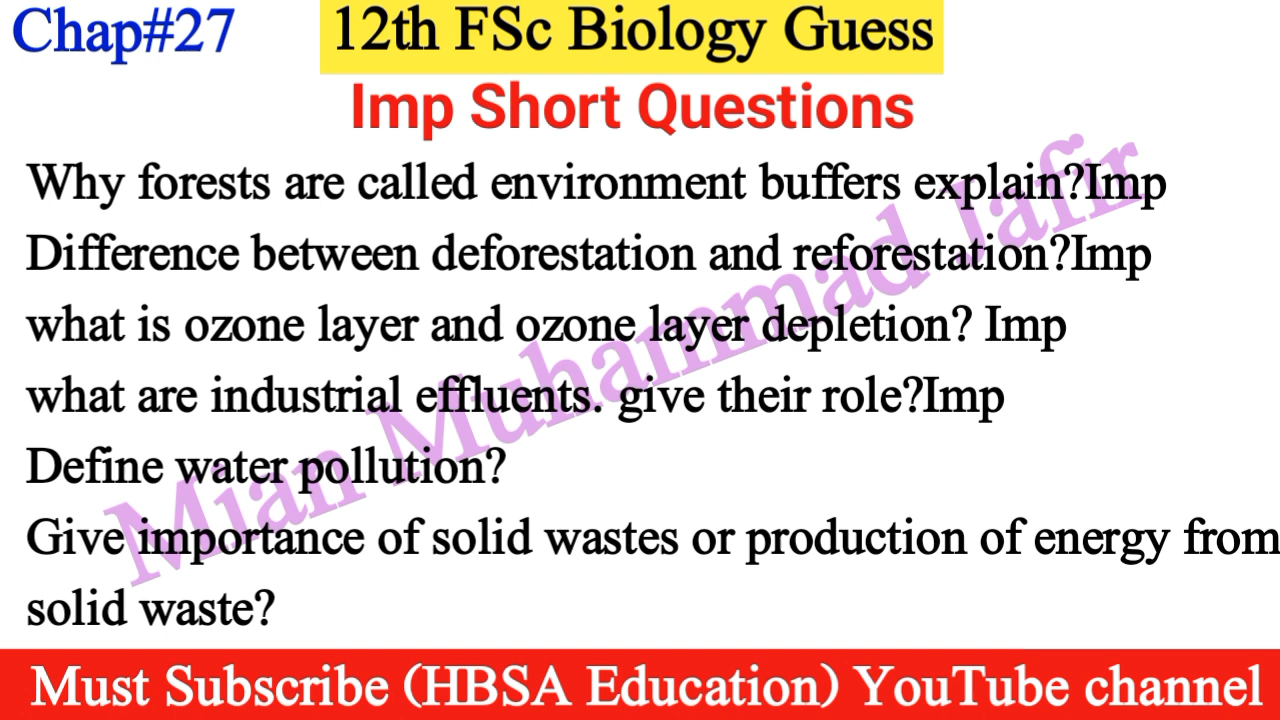 Chap#27
12th FSc Biology Guess
Imp Short Questions
Why forests are called environment buffers explain?Imp
Difference between deforestation and reforestation?Imp
what is ozone layer and ozone layer depletion? Imp
what are industrial effluents. give their role?Imp
Define water pollution?
Give importance of solid wastes or production of energy from
solid waste?
Mian Muhammad Jafir
Must Subscribe (HBSA Education) YouTube channel